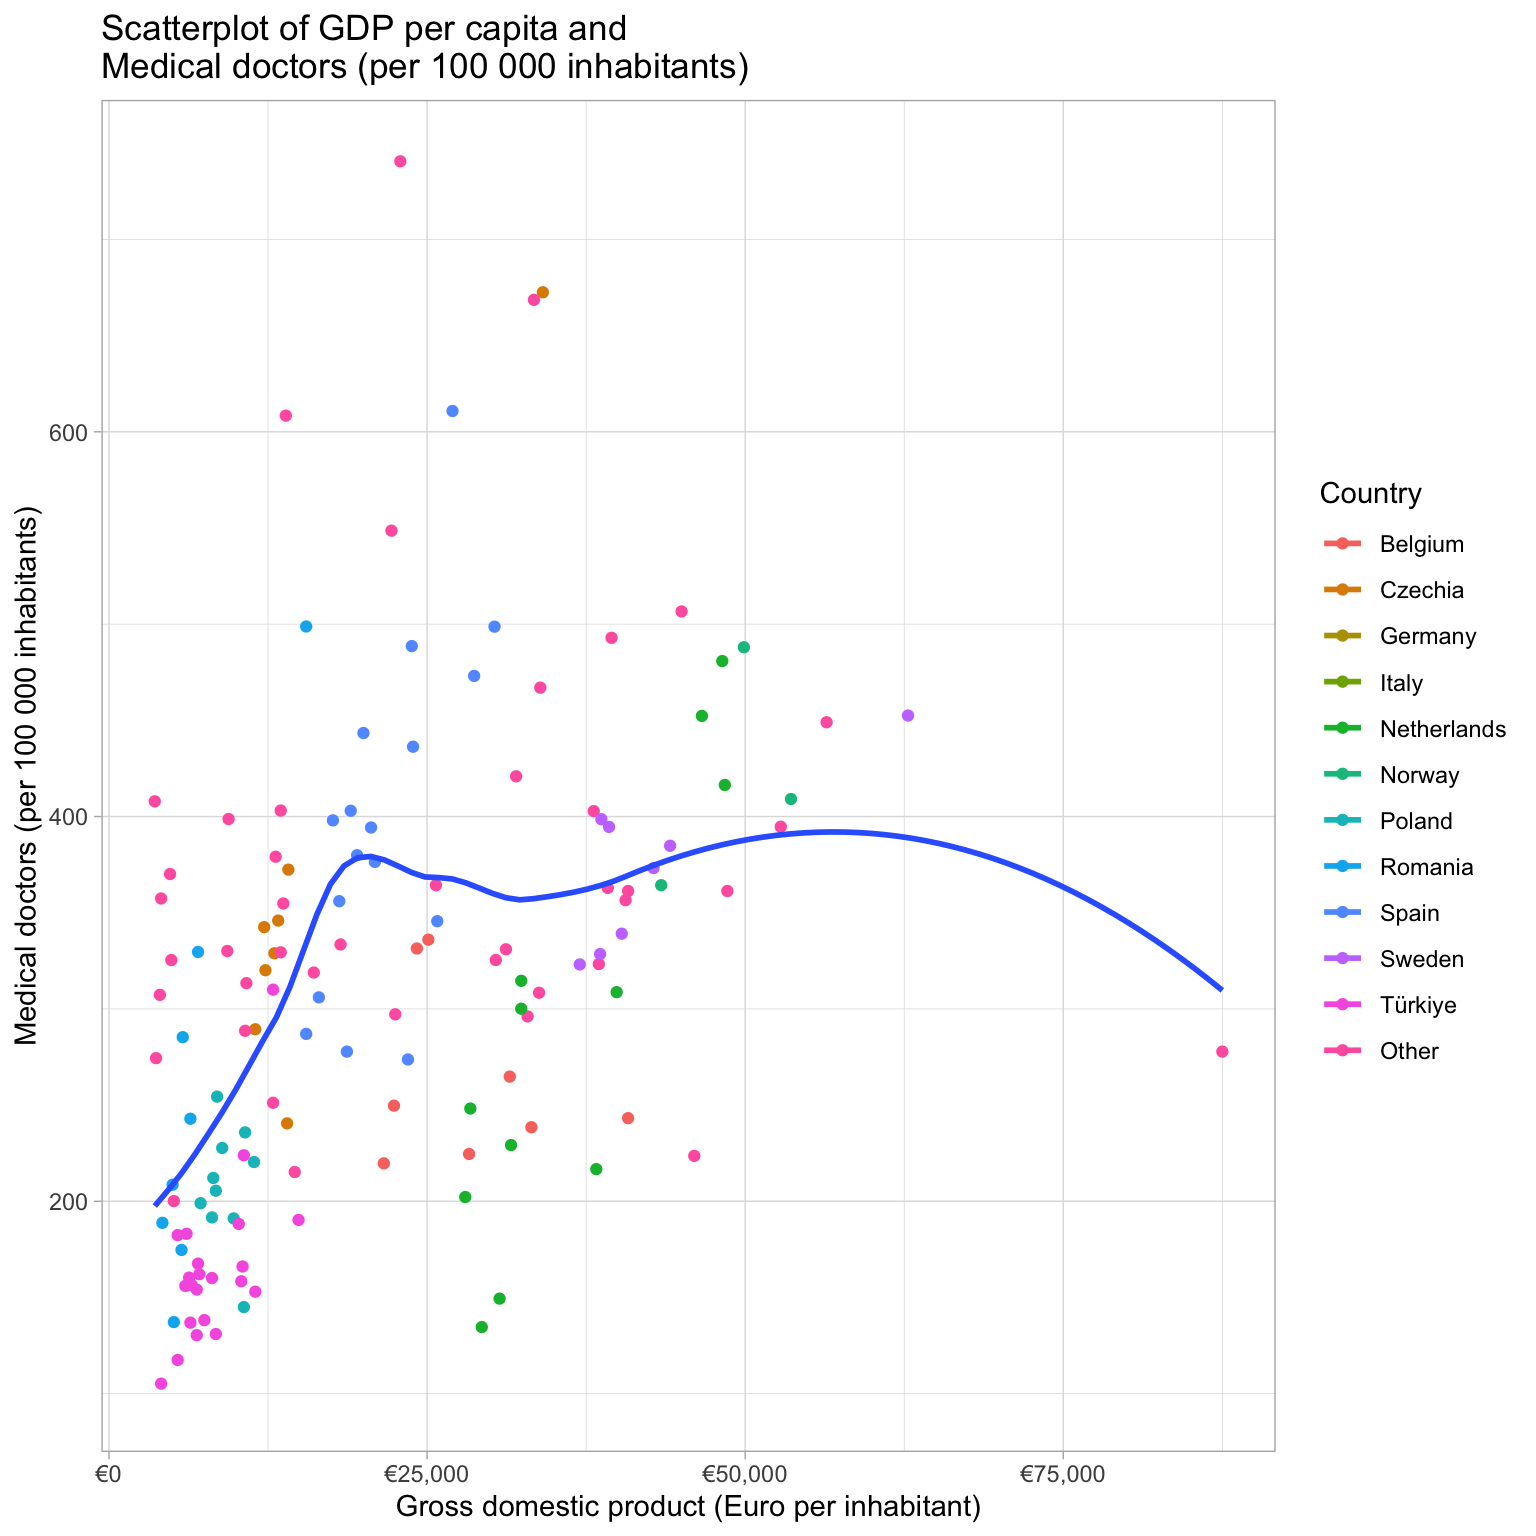 Scatterplot of GDP per capita and
Medical doctors (per 100 000 inhabitants)
Medical doctors (per 100 000 inhabitants)
600
400
200
€0
€25,000
€50,000
€75,000
Gross domestic product (Euro per inhabitant)
Country
Belgium
Czechia
Germany
Italy
Netherlands
Norway
Poland
Romania
Spain
Sweden
Türkiye
Other